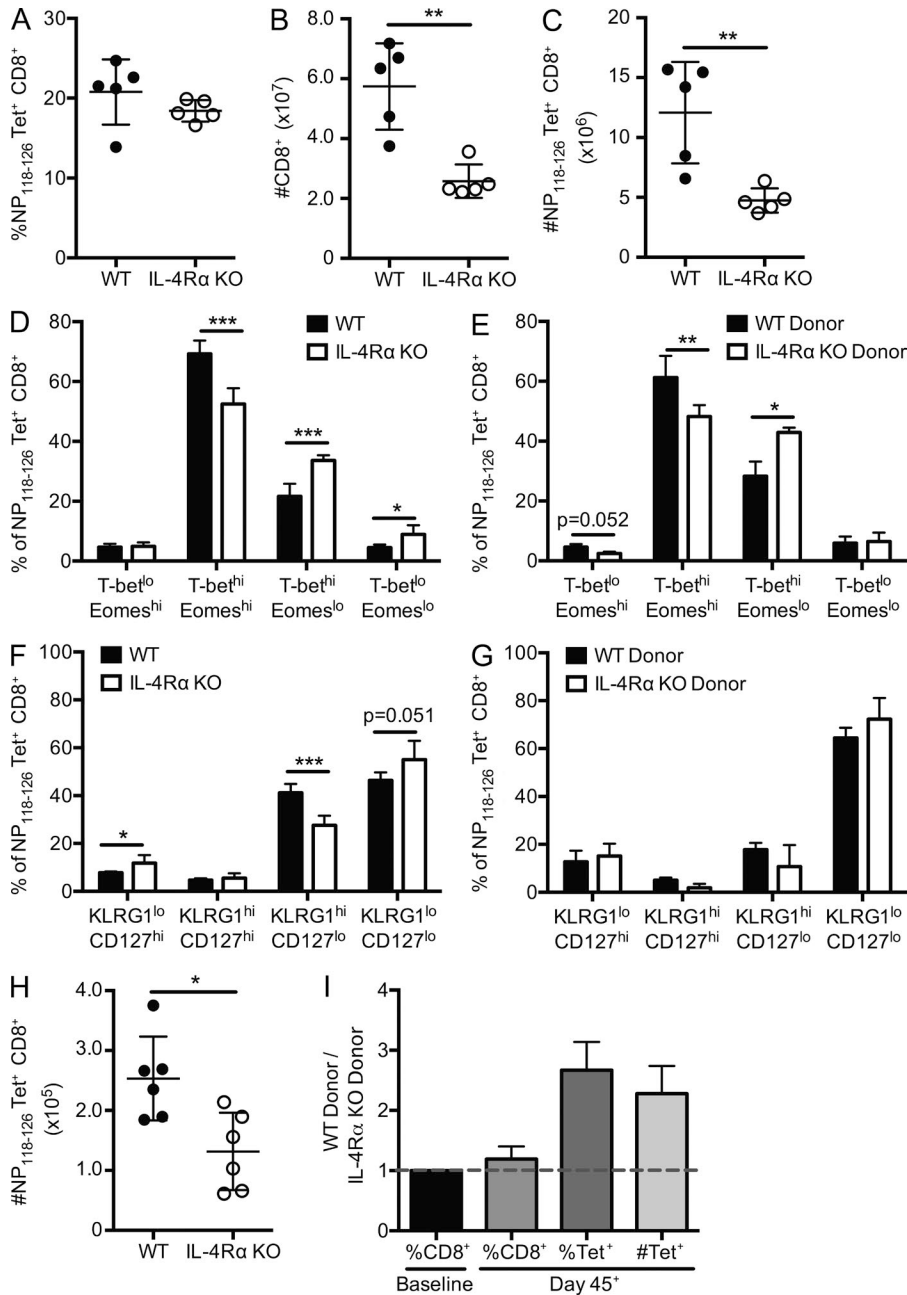 A
%NP118-126 Tet+ CD8+
30
20
10
0
WT
IL-4Rα KO
B
#CD8+ (x10⁷)
8.0
6.0
4.0
2.0
0.0
**
WT
IL-4Rα KO
C
#NP118-126 Tet+ CD8+
(x10⁶)
20
15
10
5
0
**
WT
IL-4Rα KO
D
% of NP118-126 Tet+ CD8+
80
60
40
20
0
WT
IL-4Rα KO
***
***
*
T-betlo
Eomeshi
T-bethi
Eomeshi
T-bethi
Eomeslo
T-betlo
Eomeslo
E
% of NP118-126 Tet+ CD8+
80
60
40
20
0
WT Donor
IL-4Rα KO Donor
p=0.052
**
*
T-betlo
Eomeshi
T-bethi
Eomeshi
T-bethi
Eomeslo
T-betlo
Eomeslo
F
% of NP118-126 Tet+ CD8+
100
80
60
40
20
0
WT
IL-4Rα KO
*
***
p=0.051
KLRG1lo
CD127hi
KLRG1hi
CD127hi
KLRG1hi
CD127lo
KLRG1lo
CD127lo
G
% of NP118-126 Tet+ CD8+
100
80
60
40
20
0
WT Donor
IL-4Rα KO Donor
KLRG1lo
CD127hi
KLRG1hi
CD127hi
KLRG1hi
CD127lo
KLRG1lo
CD127lo
H
#NP118-126 Tet+ CD8+
(x10⁵)
4.0
3.0
2.0
1.0
0
*
WT
IL-4Rα KO
I
WT Donor /
IL-4Rα KO Donor
4
3
2
1
0
%CD8+
%CD8+
%Tet+
#Tet+
Baseline
Day 45+